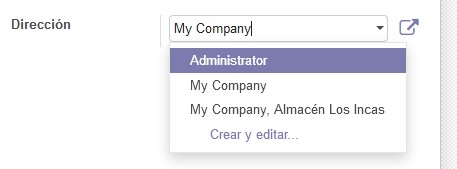 Dirección My Company
Administrator
My Company
My Company, Almacén Los Incas
Crear y editar...